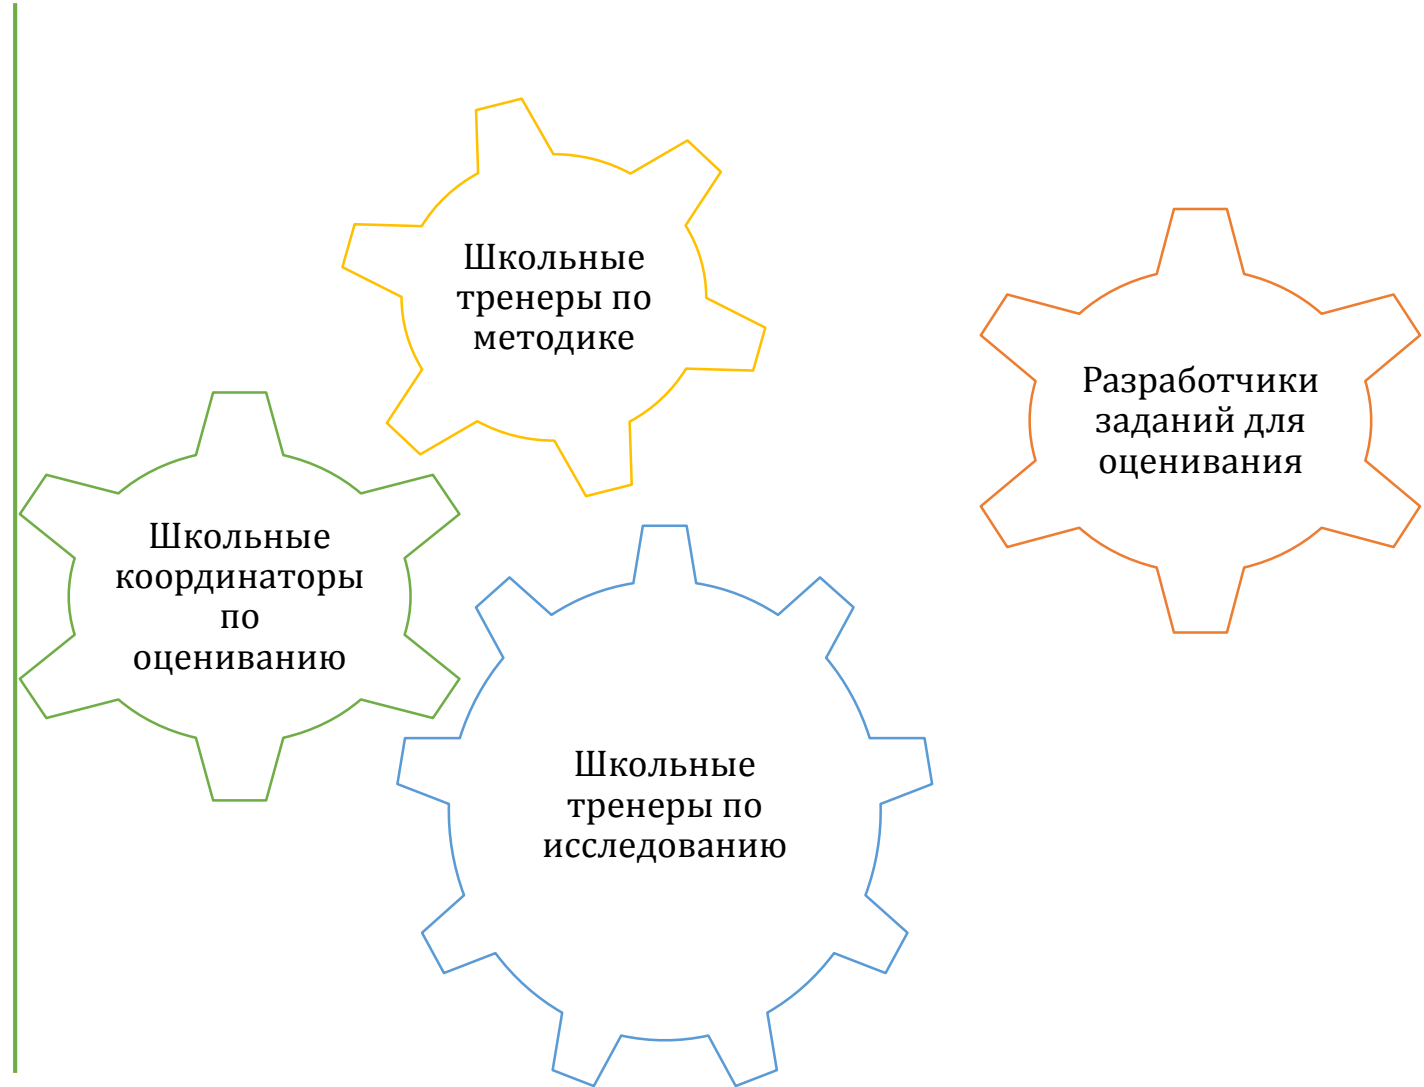 Школьные
тренеры по
методике
Разработчики
заданий для
оценивания
Школьные
координаторы
по
оцениванию
Школьные
тренеры по
исследованию